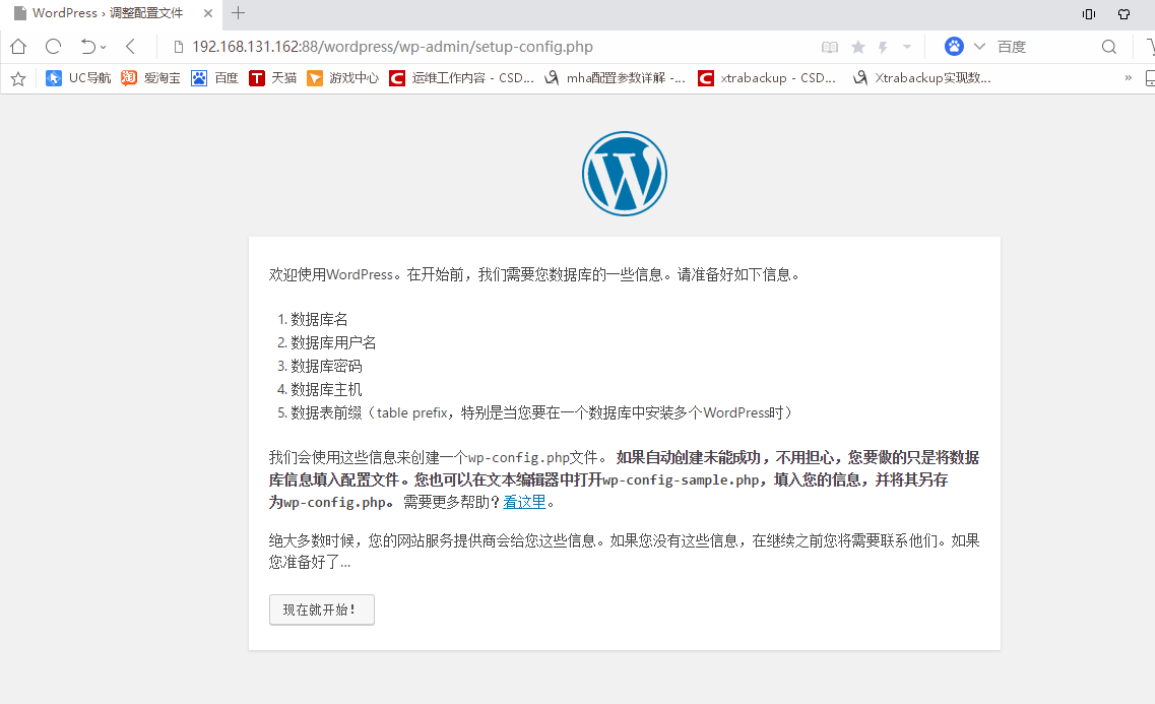 WordPress › 调整配置文件
192.168.131.162:88/wordpress/wp-admin/setup-config.php
百度
UC导航 爱淘宝 百度 天猫 游戏中心 运维工作内容 - CSD... mha配置参数详解 -... xtrabackup - CSD... Xtrabackup实现数...
欢迎使用WordPress。在开始前，我们需要您数据库的一些信息。请准备好如下信息。
1. 数据库名
2. 数据库用户名
3. 数据库密码
4. 数据库主机
5. 数据表前缀（table prefix，特别是当您要在一个数据库中安装多个WordPress时）
我们会使用这些信息来创建一个wp-config.php文件。 如果自动创建未能成功，不用担心，您要做的只是将数据
库信息填入配置文件。您也可以在文本编辑器中打开wp-config-sample.php，填入您的信息，并将其另存
为wp-config.php。 需要更多帮助？看这里。
绝大多数时候，您的网站服务提供商会给您这些信息。如果您没有这些信息，在继续之前您将需要联系他们。如果
您准备好了...
现在就开始！